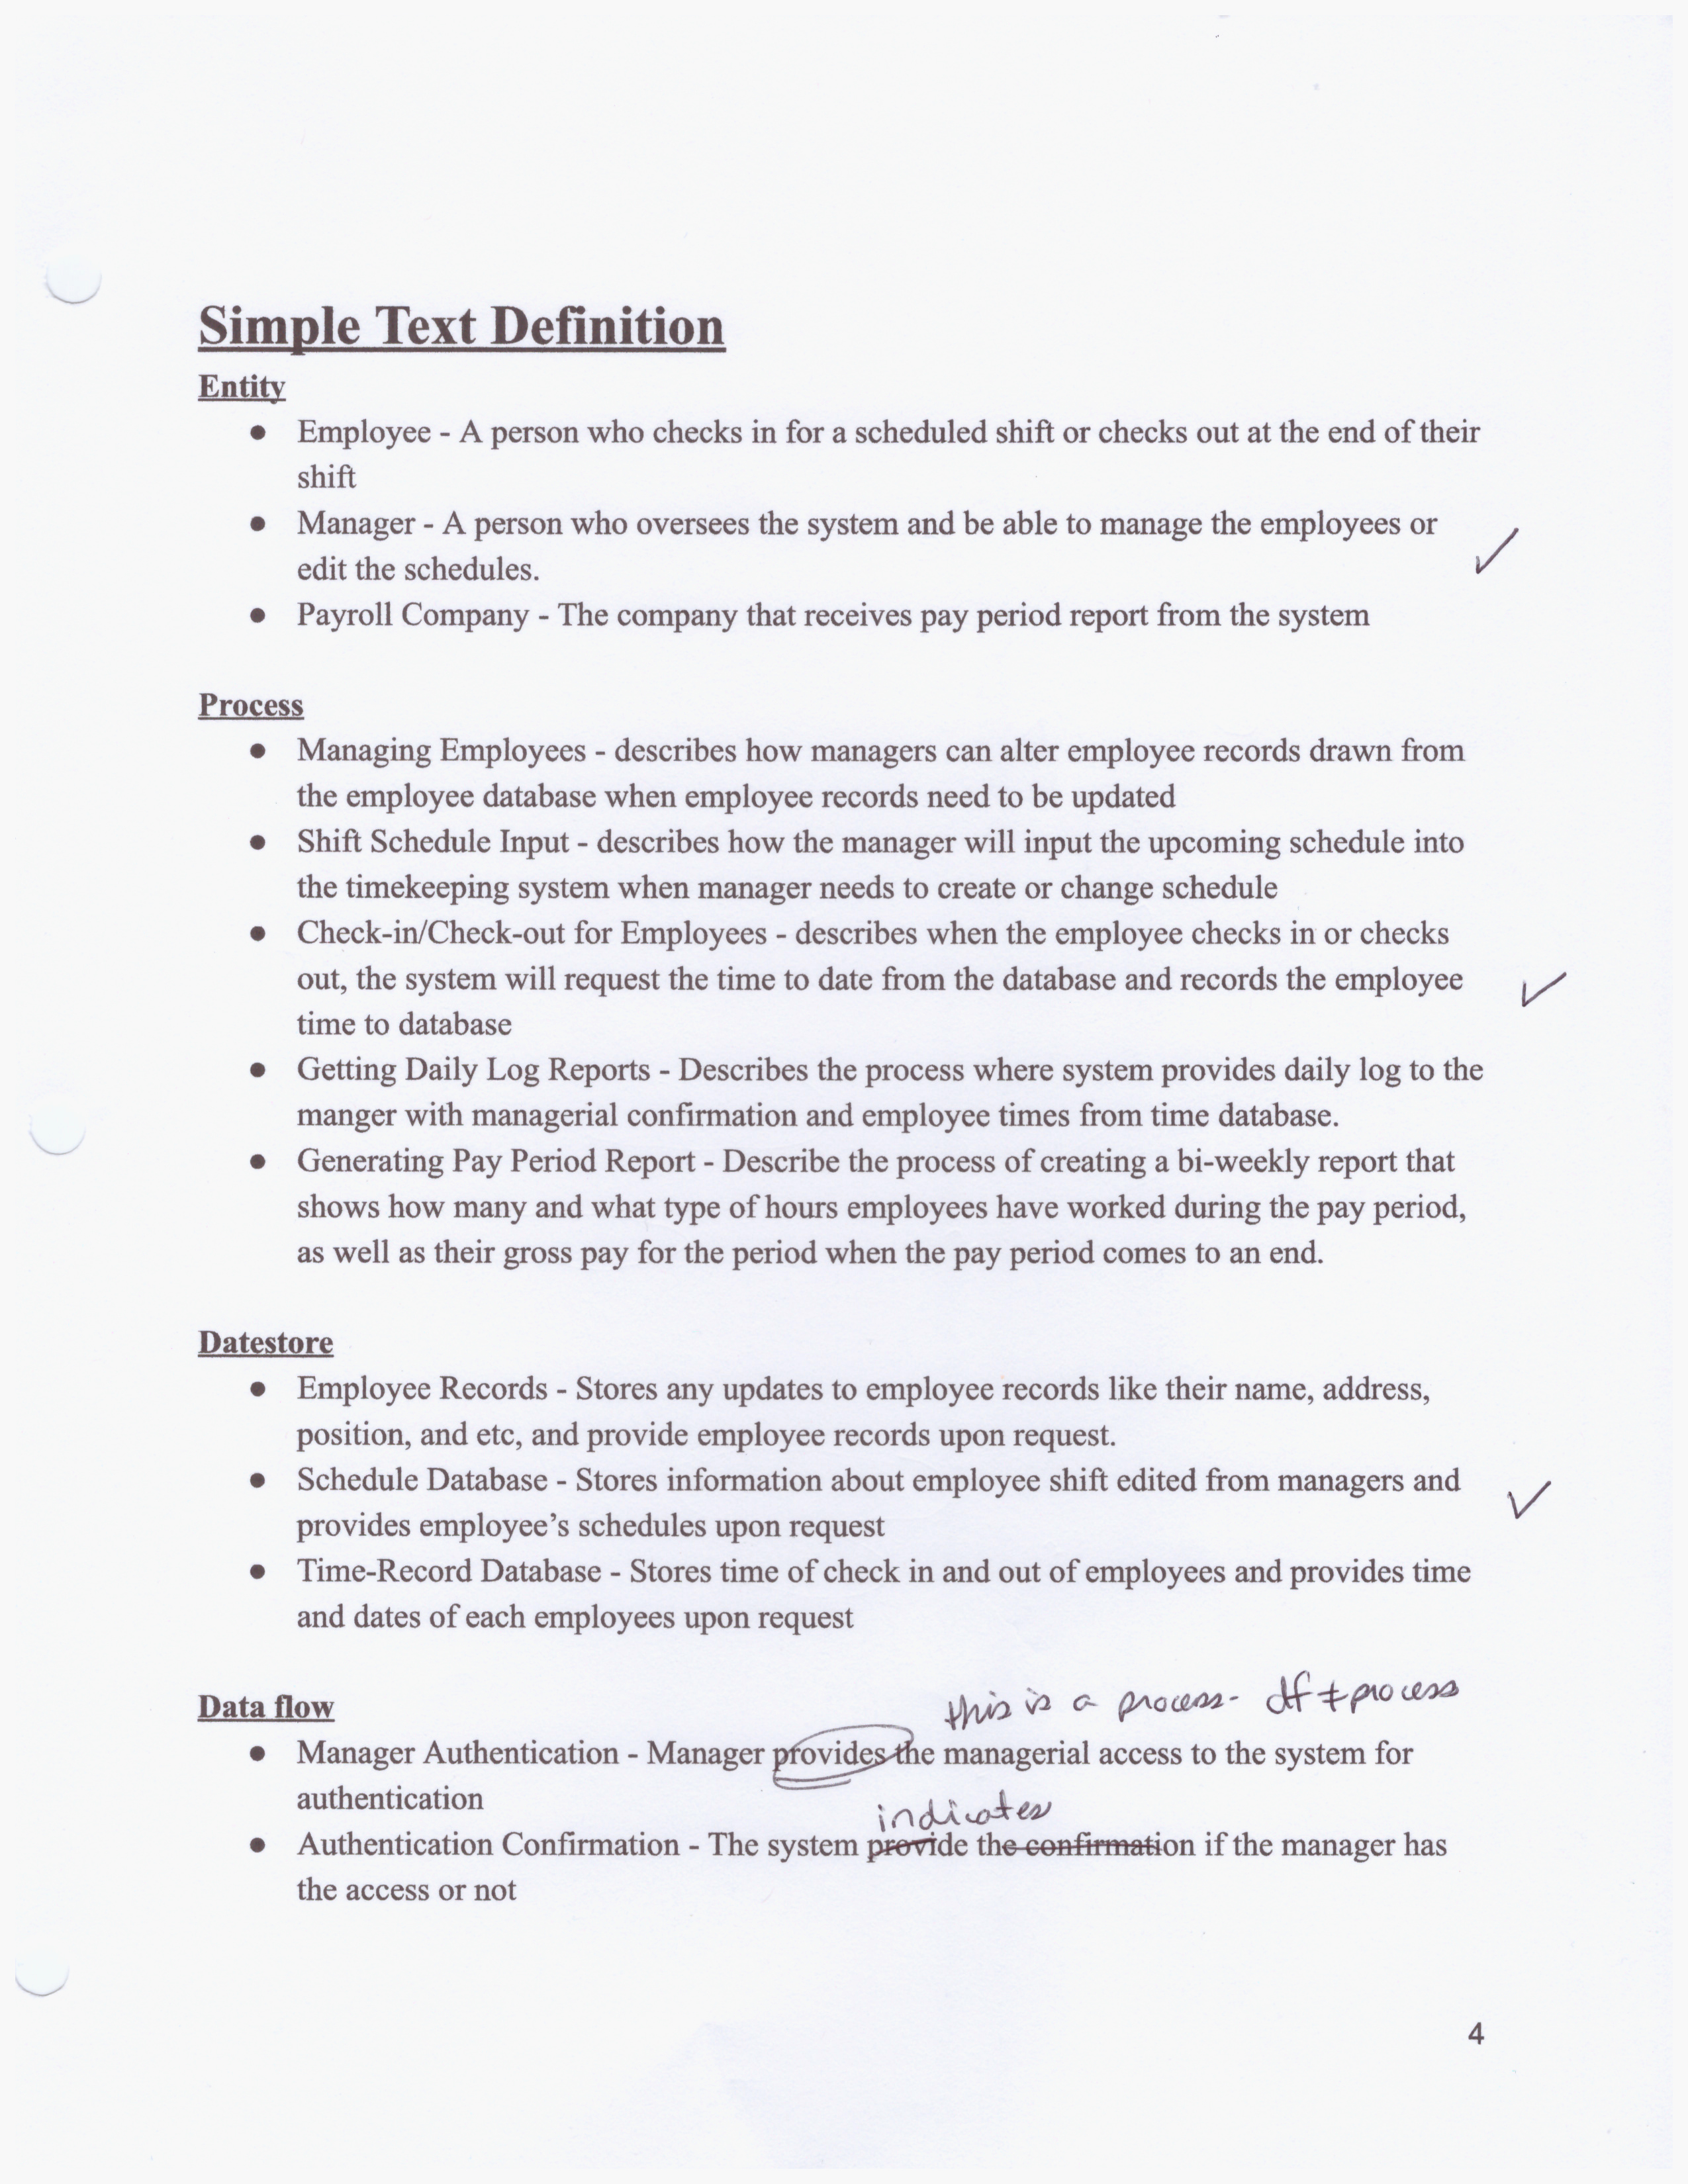 Simple Text Definition
Entity
● Employee - A person who checks in for a scheduled shift or checks out at the end of their
shift
● Manager - A person who oversees the system and be able to manage the employees or
edit the schedules.
✓
● Payroll Company - The company that receives pay period report from the system
Process
● Managing Employees - describes how managers can alter employee records drawn from
the employee database when employee records need to be updated
● Shift Schedule Input - describes how the manager will input the upcoming schedule into
the timekeeping system when manager needs to create or change schedule
● Check-in/Check-out for Employees - describes when the employee checks in or checks
out, the system will request the time to date from the database and records the employee ✓
time to database
● Getting Daily Log Reports - Describes the process where system provides daily log to the
manger with managerial confirmation and employee times from time database.
● Generating Pay Period Report - Describe the process of creating a bi-weekly report that
shows how many and what type of hours employees have worked during the pay period,
as well as their gross pay for the period when the pay period comes to an end.
Datestore
● Employee Records - Stores any updates to employee records like their name, address,
position, and etc, and provide employee records upon request.
● Schedule Database - Stores information about employee shift edited from managers and
✓
provides employee’s schedules upon request
● Time-Record Database - Stores time of check in and out of employees and provides time
and dates of each employees upon request
this is a process- df ≠ process
Data flow
● Manager Authentication - Manager provides the managerial access to the system for
authentication
indicates
● Authentication Confirmation - The system provide the confirmation if the manager has
the access or not
4